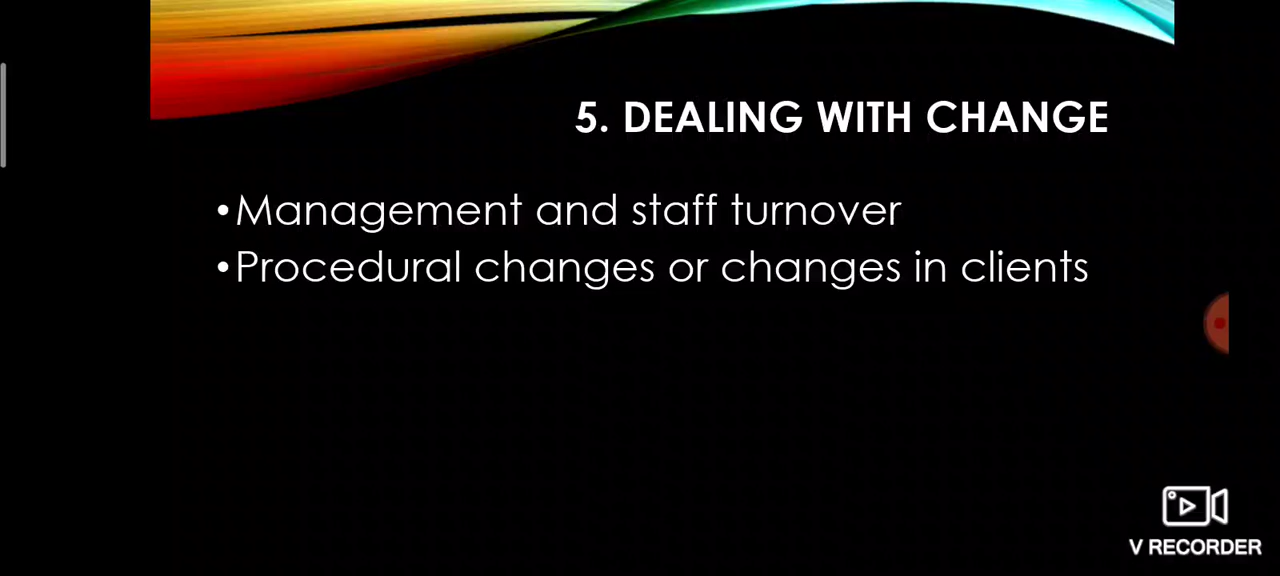 5. DEALING WITH CHANGE
•Management and staff turnover
•Procedural changes or changes in clients
V RECORDER